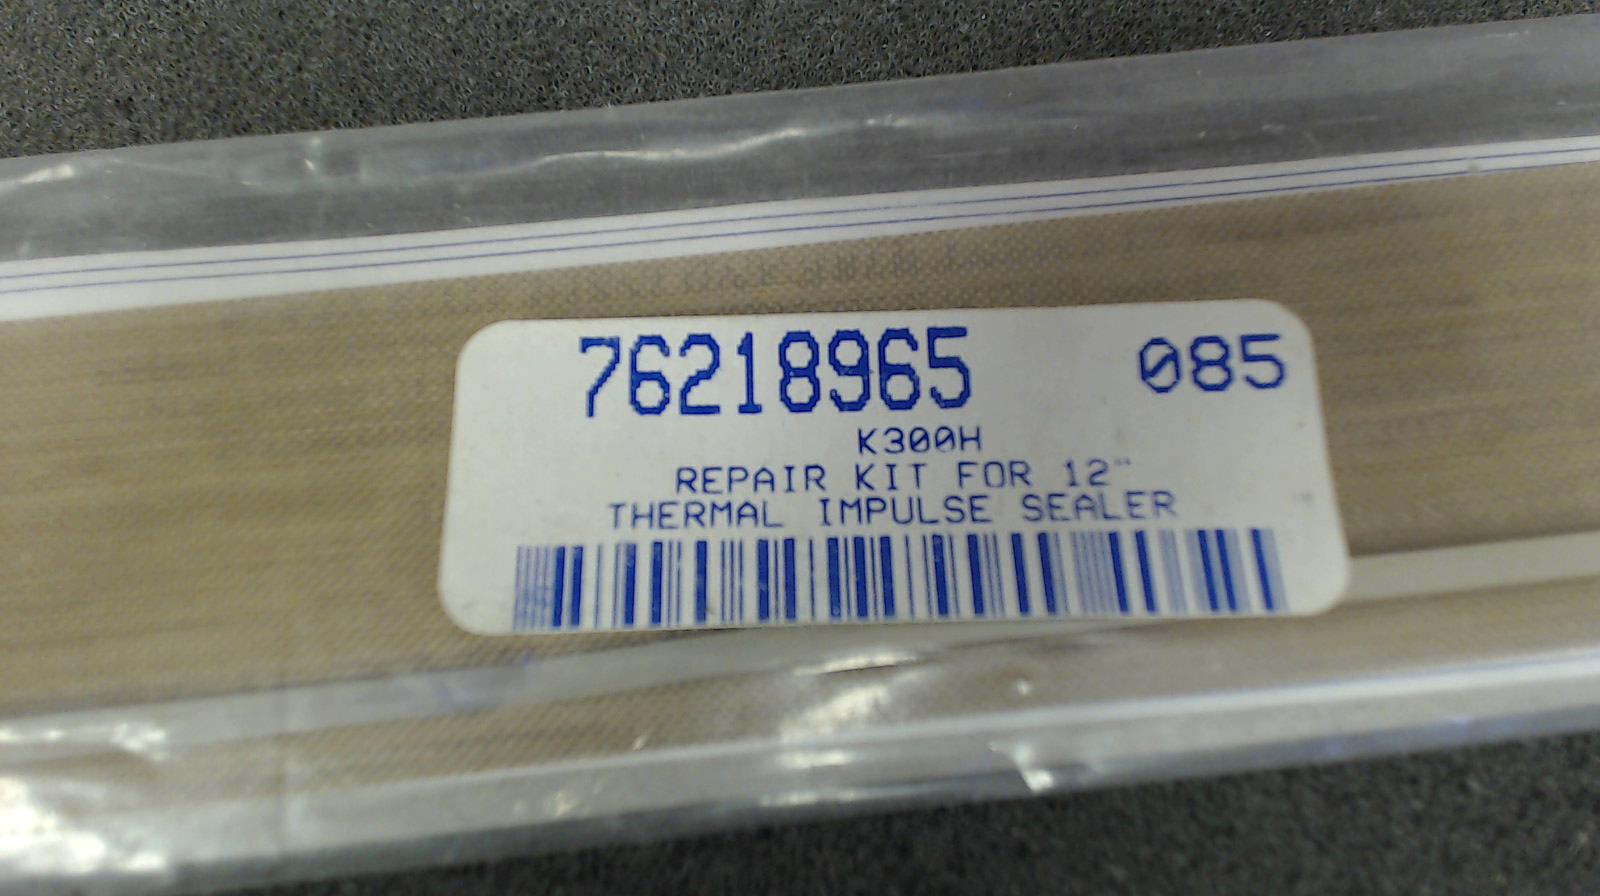 76218965 085
K300H
REPAIR KIT FOR 12"
THERMAL IMPULSE SEALER